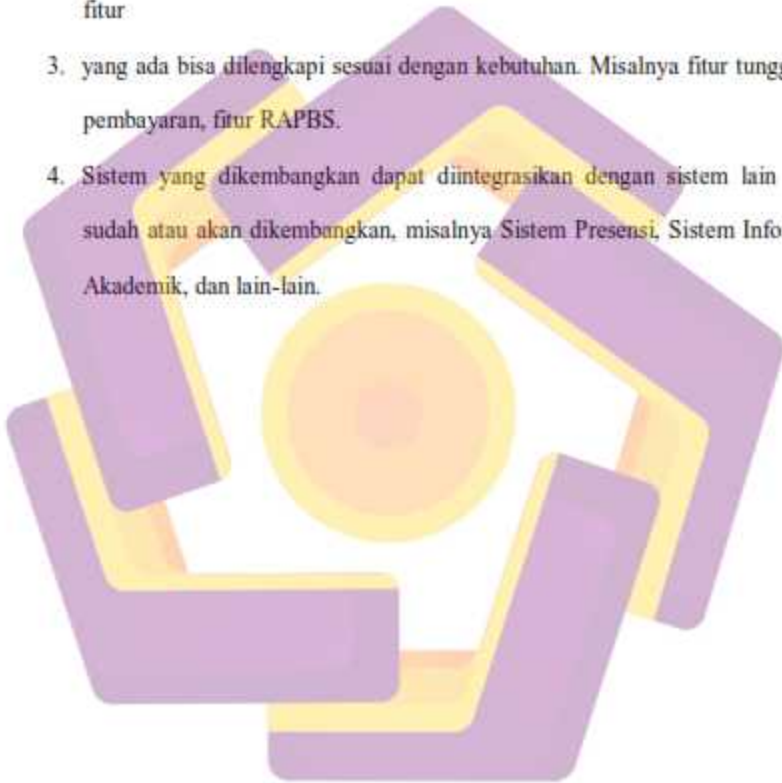 fitur
3. yang ada bisa dilengkapi sesuai dengan kebutuhan. Misalnya fitur tungg
pembayaran, fitur RAPBS.
4. Sistem yang dikembangkan dapat diintegrasikan dengan sistem lain
sudah atau akan dikembangkan, misalnya Sistem Presensi, Sistem Info
Akademik, dan lain-lain.